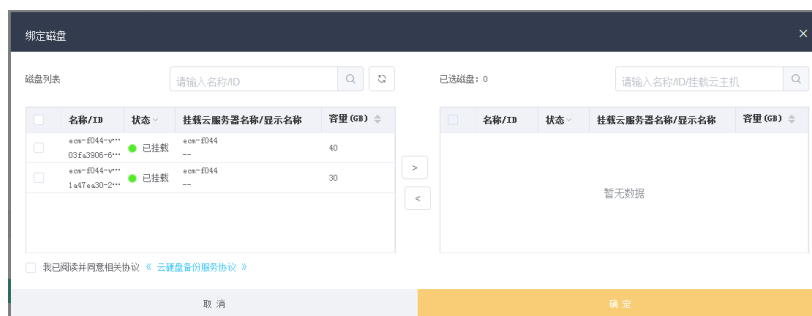 绑定磁盘
磁盘列表
请输入名称/ID
已选磁盘：0
请输入名称/ID/挂载云主机
名称/ID 状态 挂载云服务器名称/显示名称 容量(GB)
名称/ID 状态 挂载云服务器名称/显示名称 容量(GB)
ecm-f044-v… 已挂载 ecm-f044 40
03fa3906-6… --
ecm-f044-v… 已挂载 ecm-f044 30
1a47ea30-2… --
>
<
暂无数据
我已阅读并同意相关协议 《 云硬盘备份服务协议 》
取消
确定